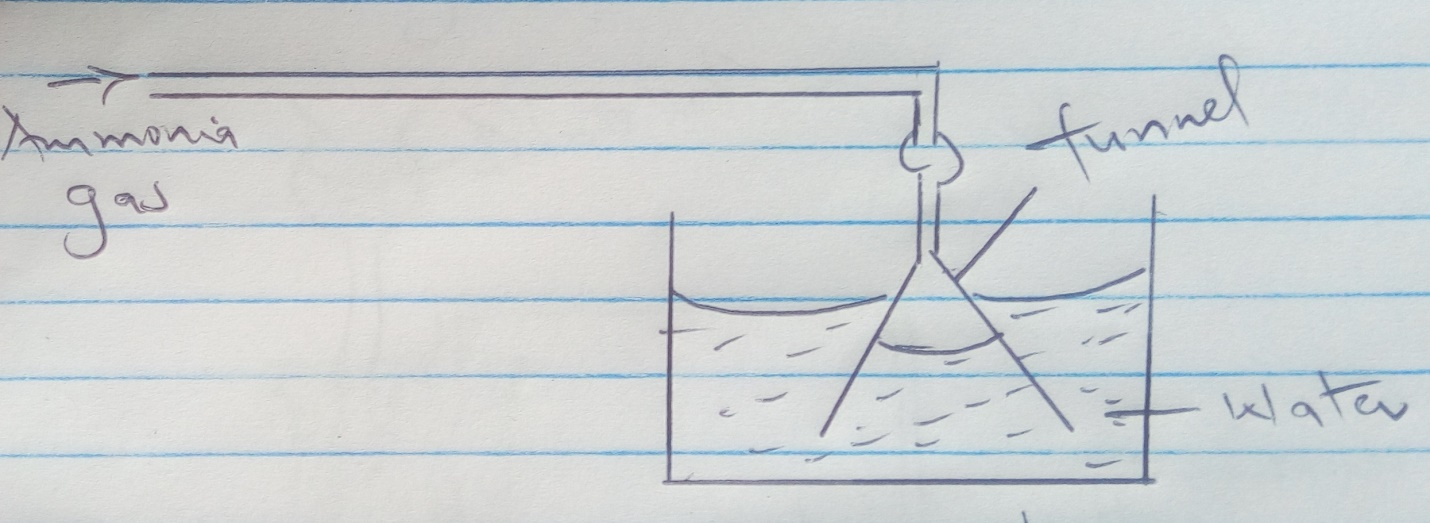 funnel
Ammonia
gas
Water